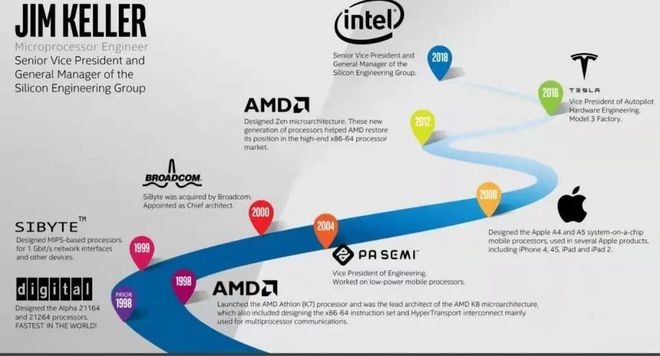 JIM KELLER
Microprocessor Engineer
Senior Vice President and
General Manager of the
Silicon Engineering Group
intel
Senior Vice President and
General Manager of the
Silicon Engineering Group.
2018
TESLA
Vice President of Autopilot
Hardware Engineering.
Model 3 Factory.
2016
AMD
Designed Zen microarchitecture. These new
generation of processors helped AMD restore
its position in the high-end x86-64 processor
market.
2012
BROADCOM.
SiByte was acquired by Broadcom.
Appointed as Chief architect.
2000
2008
Designed the Apple A4 and A5 system-on-a-chip
mobile processors, used in several Apple products,
including iPhone 4, 4S, iPad and iPad 2.
SIBYTE™
Designed MIPS-based processors
for 1 Gbit/s network interfaces
and other devices.
1999
2004
PA SEMI
Vice President of Engineering.
Worked on low-power mobile processors.
digital
Designed the Alpha 21164
and 21264 processors.
FASTEST IN THE WORLD!
PRIOR
1998
1998
AMD
Launched the AMD Athlon (K7) processor and was the lead architect of the AMD K8 microarchitecture,
which also included designing the x86-64 instruction set and HyperTransport interconnect mainly
used for multiprocessor communications.